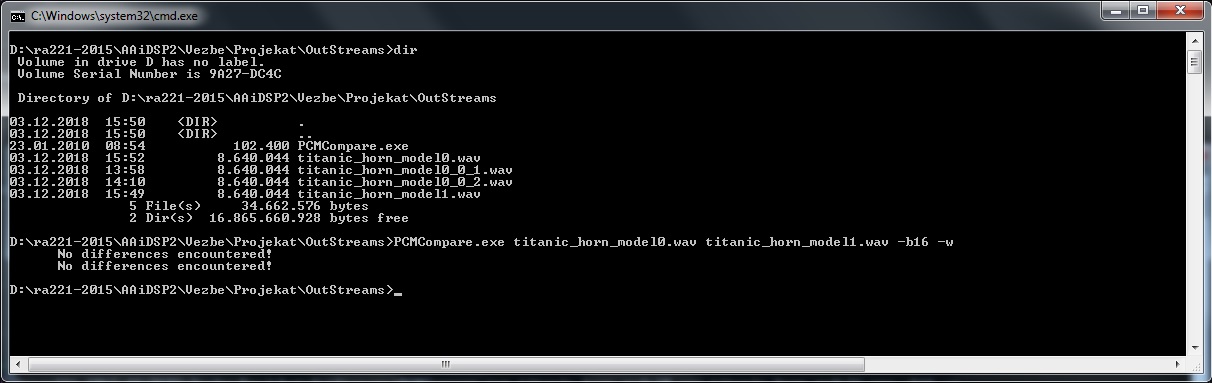 C:\Windows\system32\cmd.exe
D:\ra221-2015\AAiDSP2\Vezbe\Projekat\OutStreams>dir
 Volume in drive D has no label.
 Volume Serial Number is 9A27-DC4C
 Directory of D:\ra221-2015\AAiDSP2\Vezbe\Projekat\OutStreams
03.12.2018  15:50    <DIR>          .
03.12.2018  15:50    <DIR>          ..
23.01.2010  08:54           102.400 PCMCompare.exe
03.12.2018  15:52         8.640.044 titanic_horn_model0.wav
03.12.2018  13:58         8.640.044 titanic_horn_model0_0_1.wav
03.12.2018  14:10         8.640.044 titanic_horn_model0_0_2.wav
03.12.2018  15:49         8.640.044 titanic_horn_model1.wav
               5 File(s)     34.662.576 bytes
               2 Dir(s)  16.865.660.928 bytes free
D:\ra221-2015\AAiDSP2\Vezbe\Projekat\OutStreams>PCMCompare.exe titanic_horn_model0.wav titanic_horn_model1.wav -b16 -w
      No differences encountered!
      No differences encountered!
D:\ra221-2015\AAiDSP2\Vezbe\Projekat\OutStreams>_